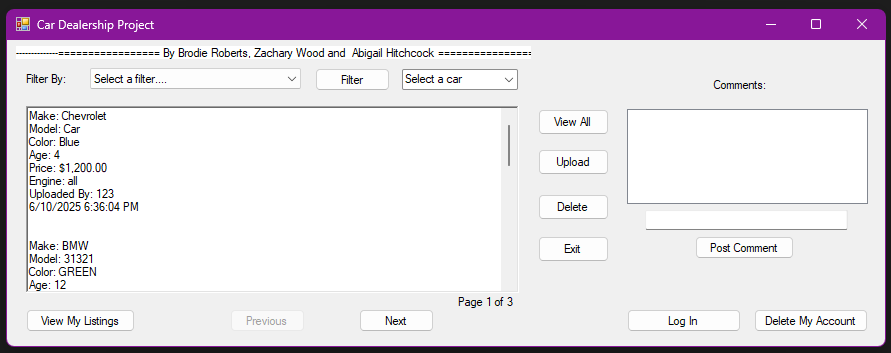 Car Dealership Project
--------------================= By Brodie Roberts, Zachary Wood and  Abigail Hitchcock ================
Filter By:
Select a filter....
Filter
Select a car
Comments:
Make: Chevrolet
Model: Car
Color: Blue
Age: 4
Price: $1,200.00
Engine: all
Uploaded By: 123
6/10/2025 6:36:04 PM
Make: BMW
Model: 31321
Color: GREEN
Age: 12
View All
Upload
Delete
Exit
Post Comment
Page 1 of 3
View My Listings
Previous
Next
Log In
Delete My Account